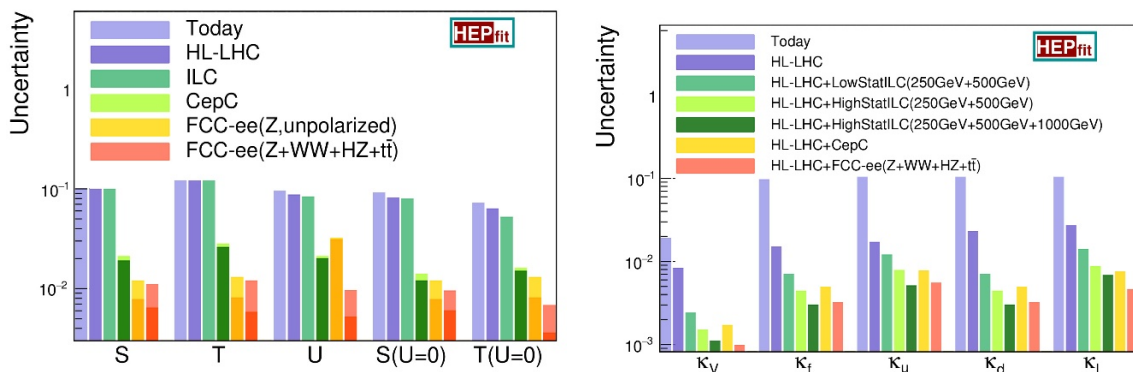 Uncertainty
Today
HL-LHC
ILC
CepC
FCC-ee(Z,unpolarized)
FCC-ee(Z+WW+HZ+tt̄)
HEPfit
1
10⁻¹
10⁻²
S T U S(U=0) T(U=0)
Uncertainty
Today
HL-LHC
HL-LHC+LowStatILC(250GeV+500GeV)
HL-LHC+HighStatILC(250GeV+500GeV)
HL-LHC+HighStatILC(250GeV+500GeV+1000GeV)
HL-LHC+CepC
HL-LHC+FCC-ee(Z+WW+HZ+tt̄)
HEPfit
1
10⁻¹
10⁻²
10⁻³
κV κf κu κd κl